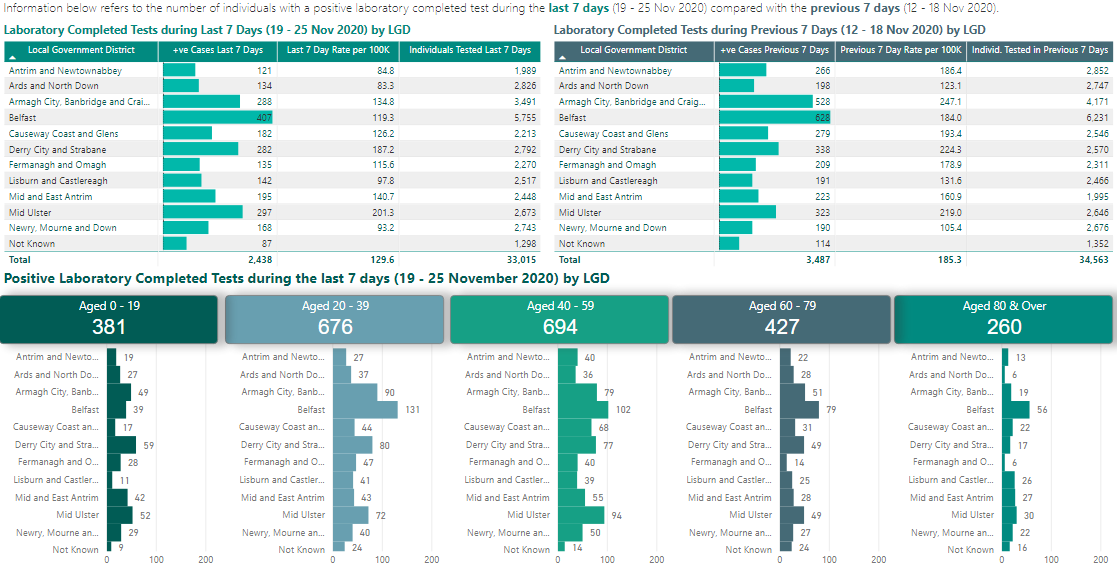 Information below refers to the number of individuals with a positive laboratory completed test during the last 7 days (19 - 25 Nov 2020) compared with the previous 7 days (12 - 18 Nov 2020).
Laboratory Completed Tests during Last 7 Days (19 - 25 Nov 2020) by LGD
Local Government District +ve Cases Last 7 Days Last 7 Day Rate per 100K Individuals Tested Last 7 Days
Antrim and Newtownabbey 121 84.8 1,989
Ards and North Down 134 83.3 2,826
Armagh City, Banbridge and Crai... 288 134.8 3,491
Belfast 407 119.3 5,755
Causeway Coast and Glens 182 126.2 2,213
Derry City and Strabane 282 187.2 2,792
Fermanagh and Omagh 135 115.6 2,270
Lisburn and Castlereagh 142 97.8 2,517
Mid and East Antrim 195 140.7 2,448
Mid Ulster 297 201.3 2,673
Newry, Mourne and Down 168 93.2 2,743
Not Known 87 1,298
Total 2,438 129.6 33,015
Laboratory Completed Tests during Previous 7 Days (12 - 18 Nov 2020) by LGD
Local Government District +ve Cases Previous 7 Days Previous 7 Day Rate per 100K Individ. Tested in Previous 7 Days
Antrim and Newtownabbey 266 186.4 2,852
Ards and North Down 198 123.1 2,747
Armagh City, Banbridge and Craig... 528 247.1 4,171
Belfast 628 184.0 6,231
Causeway Coast and Glens 279 193.4 2,546
Derry City and Strabane 338 224.3 2,570
Fermanagh and Omagh 209 178.9 2,311
Lisburn and Castlereagh 191 131.6 2,466
Mid and East Antrim 223 160.9 1,995
Mid Ulster 323 219.0 2,646
Newry, Mourne and Down 190 105.4 2,676
Not Known 114 1,352
Total 3,487 185.3 34,563
Positive Laboratory Completed Tests during the last 7 days (19 - 25 November 2020) by LGD
Aged 0 - 19
381
Antrim and Newto... 19
Ards and North Do... 27
Armagh City, Banb... 49
Belfast 39
Causeway Coast an... 17
Derry City and Stra... 59
Fermanagh and O... 28
Lisburn and Castler... 11
Mid and East Antrim 42
Mid Ulster 52
Newry, Mourne an... 29
Not Known 9
0 100 200
Aged 20 - 39
676
Antrim and Newto... 27
Ards and North Do... 37
Armagh City, Banb... 90
Belfast 131
Causeway Coast an... 44
Derry City and Stra... 80
Fermanagh and O... 47
Lisburn and Castler... 41
Mid and East Antrim 43
Mid Ulster 72
Newry, Mourne an... 40
Not Known 24
0 100 200
Aged 40 - 59
694
Antrim and Newto... 40
Ards and North Do... 36
Armagh City, Banb... 79
Belfast 102
Causeway Coast an... 68
Derry City and Stra... 77
Fermanagh and O... 40
Lisburn and Castler... 39
Mid and East Antrim 55
Mid Ulster 94
Newry, Mourne an... 50
Not Known 14
0 100 200
Aged 60 - 79
427
Antrim and Newto... 22
Ards and North Do... 28
Armagh City, Banb... 51
Belfast 79
Causeway Coast an... 31
Derry City and Stra... 49
Fermanagh and O... 14
Lisburn and Castler... 25
Mid and East Antrim 28
Mid Ulster 49
Newry, Mourne an... 27
Not Known 24
0 100 200
Aged 80 & Over
260
Antrim and Newto... 13
Ards and North Do... 6
Armagh City, Banb... 19
Belfast 56
Causeway Coast an... 22
Derry City and Stra... 17
Fermanagh and O... 6
Lisburn and Castler... 26
Mid and East Antrim 27
Mid Ulster 30
Newry, Mourne an... 22
Not Known 16
0 100 200